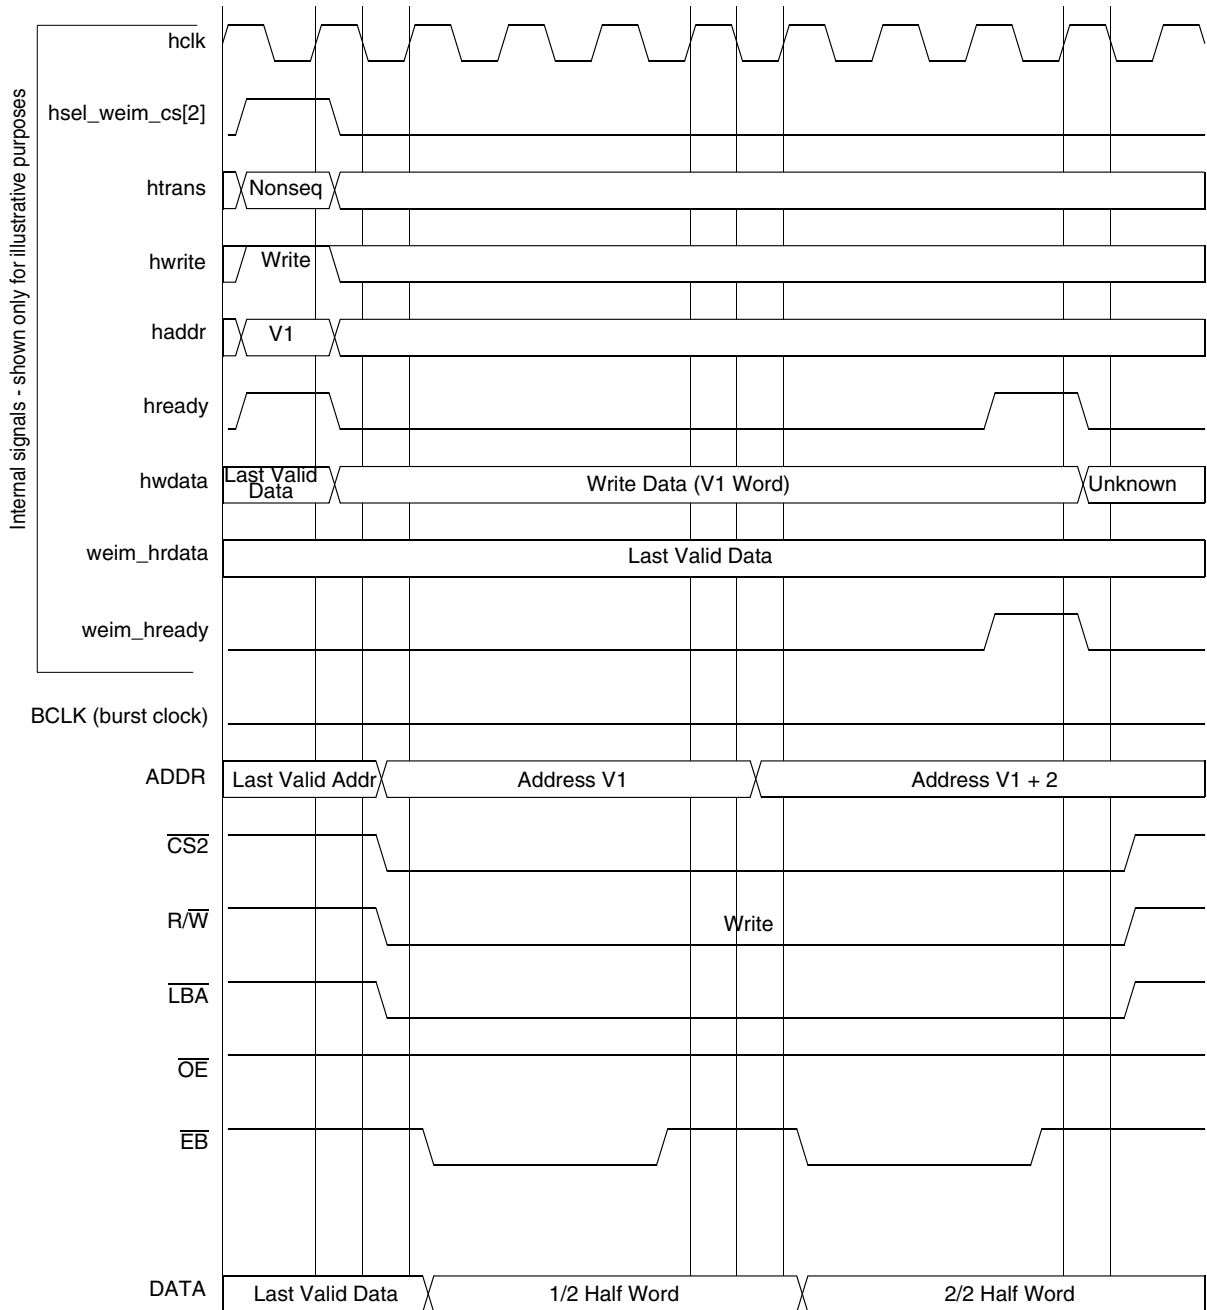 Internal signals - shown only for illustrative purposes
hclk
hsel_weim_cs[2]
htrans
Nonseq
hwrite
Write
haddr
V1
hready
hwdata
Last Valid
Data
Write Data (V1 Word)
Unknown
weim_hrdata
Last Valid Data
weim_hready
BCLK (burst clock)
ADDR
Last Valid Addr
Address V1
Address V1 + 2
CS2
R/W
Write
LBA
OE
EB
DATA
Last Valid Data
1/2 Half Word
2/2 Half Word